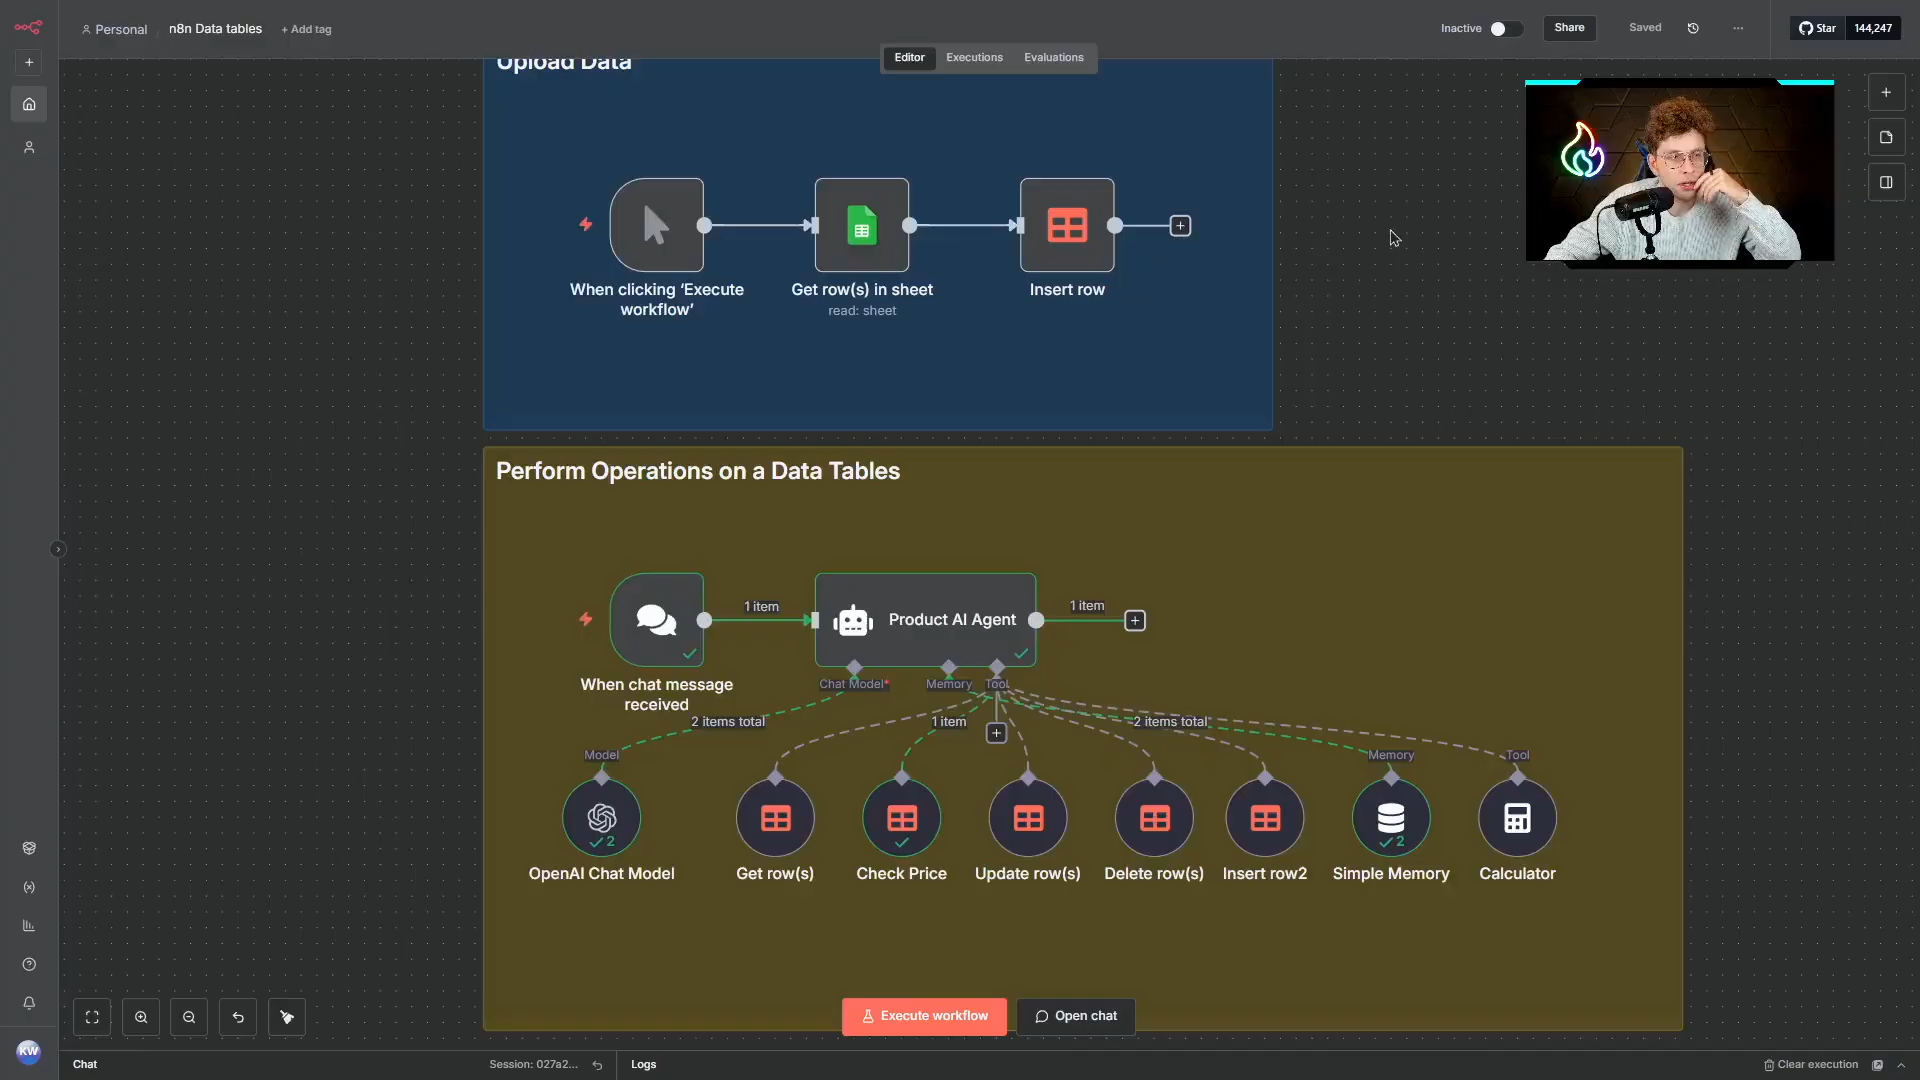 Personal
n8n Data tables
+ Add tag
Inactive
Share
Saved
Star
144,247
Editor
Executions
Evaluations
Upload Data
When clicking ‘Execute
workflow’
Get row(s) in sheet
read: sheet
Insert row
Perform Operations on a Data Tables
1 item
Product AI Agent
1 item
When chat message
received
Chat Model*
Memory
Tool
2 items total
1 item
2 items total
Model
Memory
Tool
2
2
OpenAI Chat Model
Get row(s)
Check Price
Update row(s)
Delete row(s)
Insert row2
Simple Memory
Calculator
Execute workflow
Open chat
KW
Chat
Session: 027a2...
Logs
Clear execution